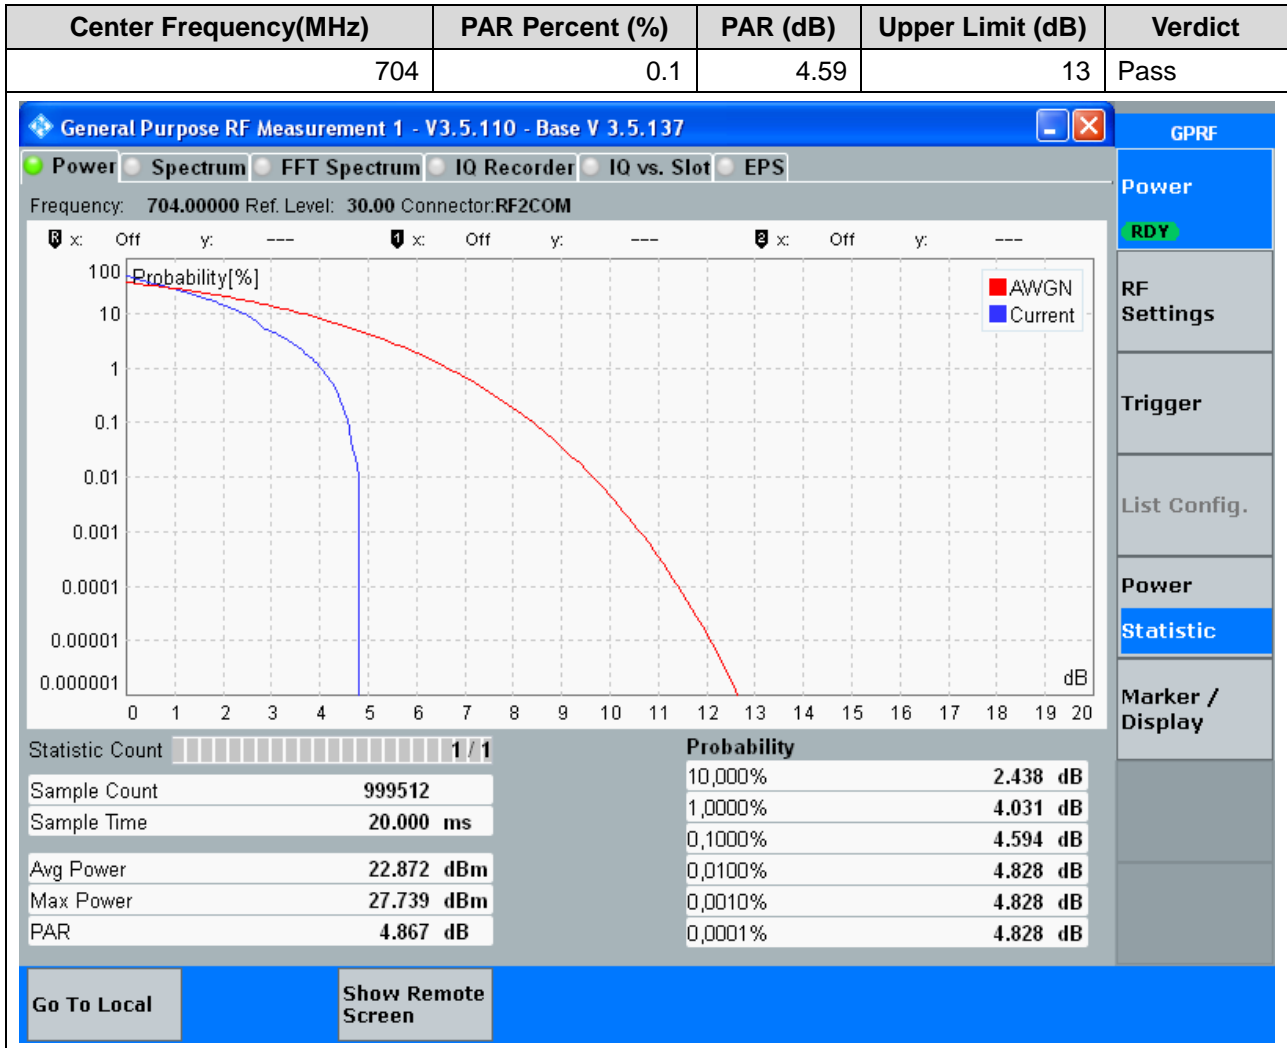 Center Frequency(MHz) PAR Percent (%) PAR (dB) Upper Limit (dB) Verdict
704 0.1 4.59 13 Pass
General Purpose RF Measurement 1 - V3.5.110 - Base V 3.5.137
GPRF
Power Spectrum FFT Spectrum IQ Recorder IQ vs. Slot EPS
Frequency: 704.00000 Ref. Level: 30.00 Connector:RF2COM
R x: Off y: --- 1 x: Off y: --- 2 x: Off y: ---
Probability[%]
100
10
1
0.1
0.01
0.001
0.0001
0.00001
0.000001
AWGN
Current
dB
0 1 2 3 4 5 6 7 8 9 10 11 12 13 14 15 16 17 18 19 20
Power
RDY
RF
Settings
Trigger
List Config.
Power
Statistic
Marker /
Display
Statistic Count 1 / 1
Sample Count 999512
Sample Time 20.000 ms
Avg Power 22.872 dBm
Max Power 27.739 dBm
PAR 4.867 dB
Probability
10,000% 2.438 dB
1,0000% 4.031 dB
0,1000% 4.594 dB
0,0100% 4.828 dB
0,0010% 4.828 dB
0,0001% 4.828 dB
Go To Local
Show Remote
Screen